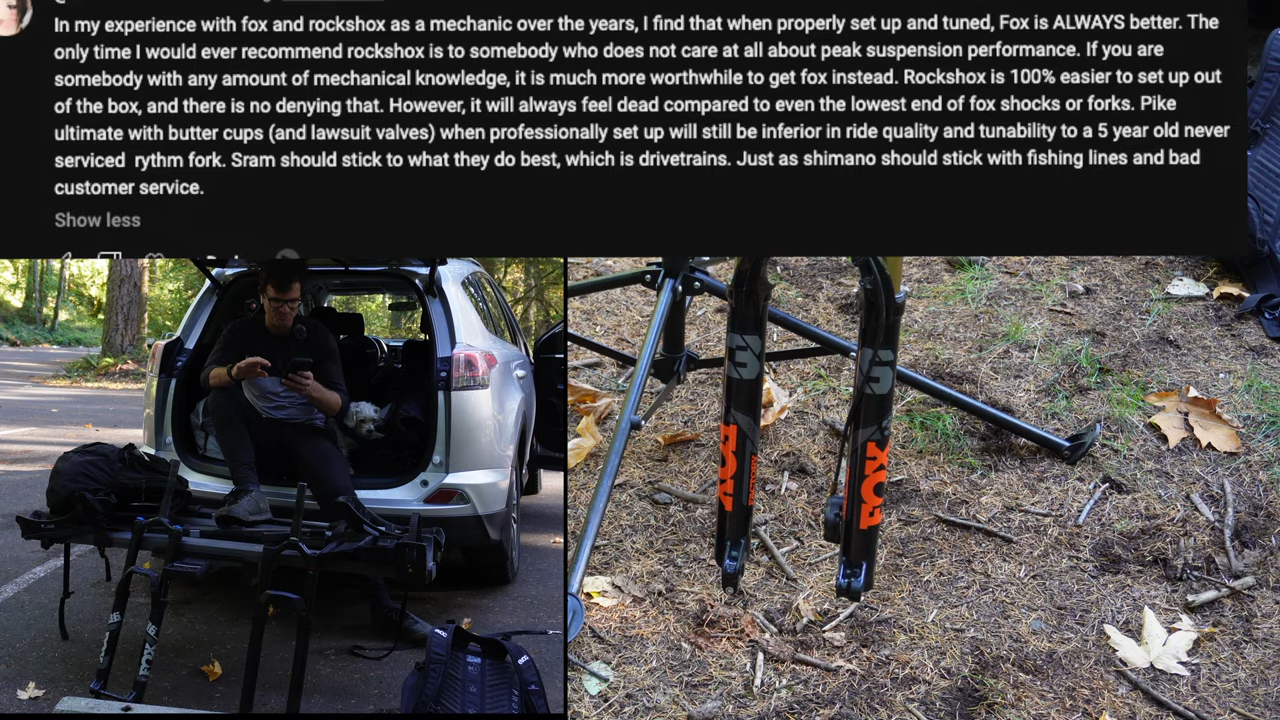 In my experience with fox and rockshox as a mechanic over the years, I find that when properly set up and tuned, Fox is ALWAYS better. The
only time I would ever recommend rockshox is to somebody who does not care at all about peak suspension performance. If you are
somebody with any amount of mechanical knowledge, it is much more worthwhile to get fox instead. Rockshox is 100% easier to set up out
of the box, and there is no denying that. However, it will always feel dead compared to even the lowest end of fox shocks or forks. Pike
ultimate with butter cups (and lawsuit valves) when professionally set up will still be inferior in ride quality and tunability to a 5 year old never
serviced rythm fork. Sram should stick to what they do best, which is drivetrains. Just as shimano should stick with fishing lines and bad
customer service.
Show less
36
FOX
FOX
FOX
EVOC